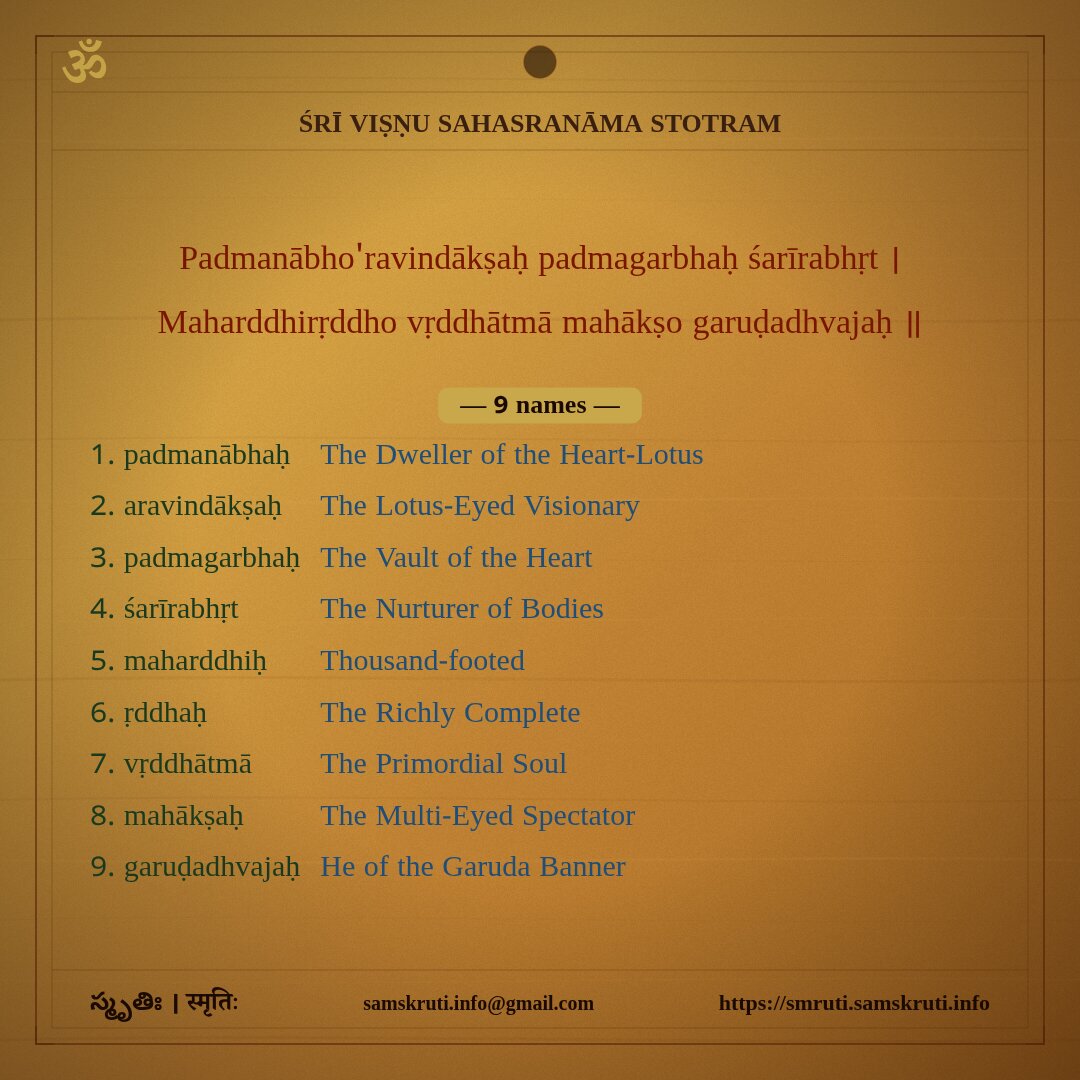 ॐ
ŚRĪ VIṢṆU SAHASRANĀMA STOTRAM
Padmanābho'ravindākṣaḥ padmagarbhaḥ śarīrabhṛt |
Maharddhirṛddho vṛddhātmā mahākṣo garuḍadhvajaḥ ||
— 9 names —
1. padmanābhaḥ The Dweller of the Heart-Lotus
2. aravindākṣaḥ The Lotus-Eyed Visionary
3. padmagarbhaḥ The Vault of the Heart
4. śarīrabhṛt The Nurturer of Bodies
5. maharddhiḥ Thousand-footed
6. ṛddhaḥ The Richly Complete
7. vṛddhātmā The Primordial Soul
8. mahākṣaḥ The Multi-Eyed Spectator
9. garuḍadhvajaḥ He of the Garuda Banner
స్మృతిః | स्मृतिः samskruti.info@gmail.com https://smruti.samskruti.info